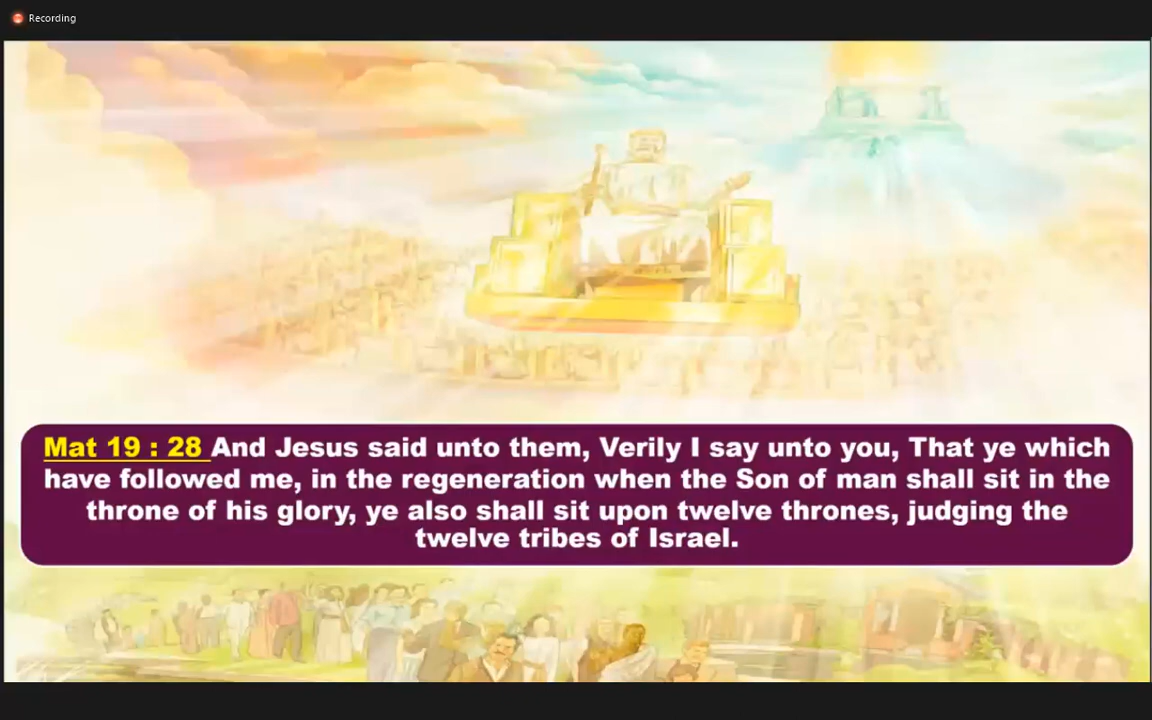 Recording
Mat 19 : 28 And Jesus said unto them, Verily I say unto you, That ye which
have followed me, in the regeneration when the Son of man shall sit in the
throne of his glory, ye also shall sit upon twelve thrones, judging the
twelve tribes of Israel.